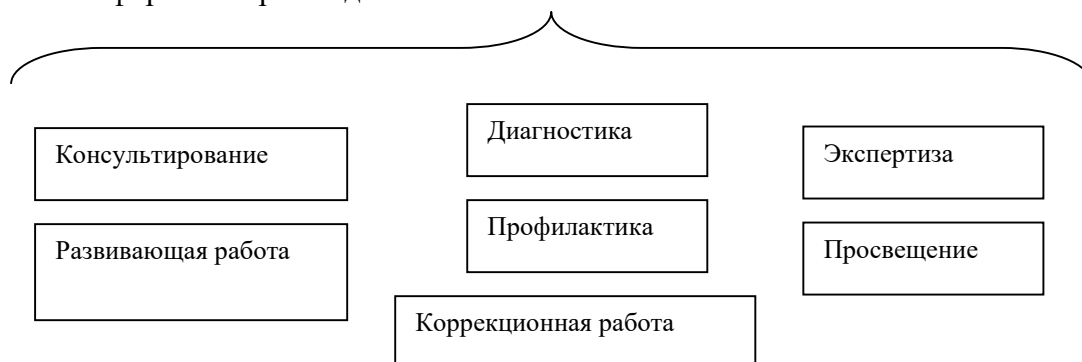 Консультирование
Диагностика
Экспертиза
Развивающая работа
Профилактика
Просвещение
Коррекционная работа